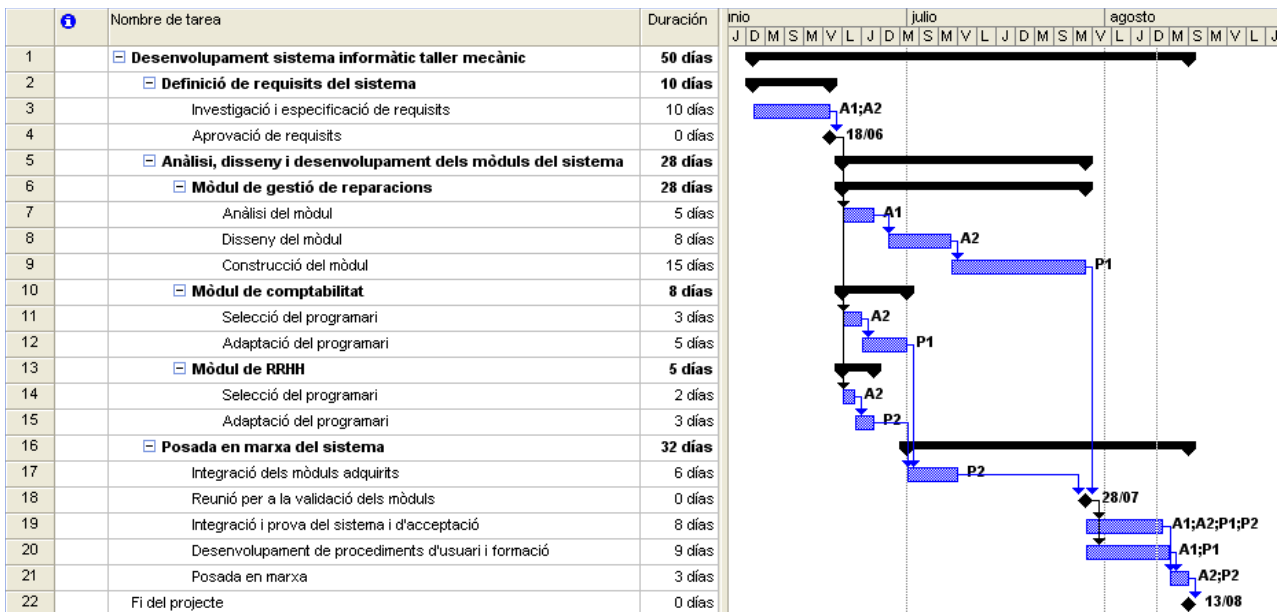 Nombre de tarea Duración nio julio agosto
J D M S M V L J D M S M V L J D M S M V L J D M S M V L J
1 Desenvolupament sistema informàtic taller mecànic 50 días
2 Definició de requisits del sistema 10 días
3 Investigació i especificació de requisits 10 días A1;A2
4 Aprovació de requisits 0 días 18/06
5 Anàlisi, disseny i desenvolupament dels mòduls del sistema 28 días
6 Mòdul de gestió de reparacions 28 días
7 Anàlisi del mòdul 5 días A1
8 Disseny del mòdul 8 días A2
9 Construcció del mòdul 15 días P1
10 Mòdul de comptabilitat 8 días
11 Selecció del programari 3 días A2
12 Adaptació del programari 5 días P1
13 Mòdul de RRHH 5 días
14 Selecció del programari 2 días A2
15 Adaptació del programari 3 días P2
16 Posada en marxa del sistema 32 días
17 Integració dels mòduls adquirits 6 días P2
18 Reunió per a la validació dels mòduls 0 días 28/07
19 Integració i prova del sistema i d'acceptació 8 días A1;A2;P1;P2
20 Desenvolupament de procediments d'usuari i formació 9 días A1;P1
21 Posada en marxa 3 días A2;P2
22 Fi del projecte 0 días 13/08